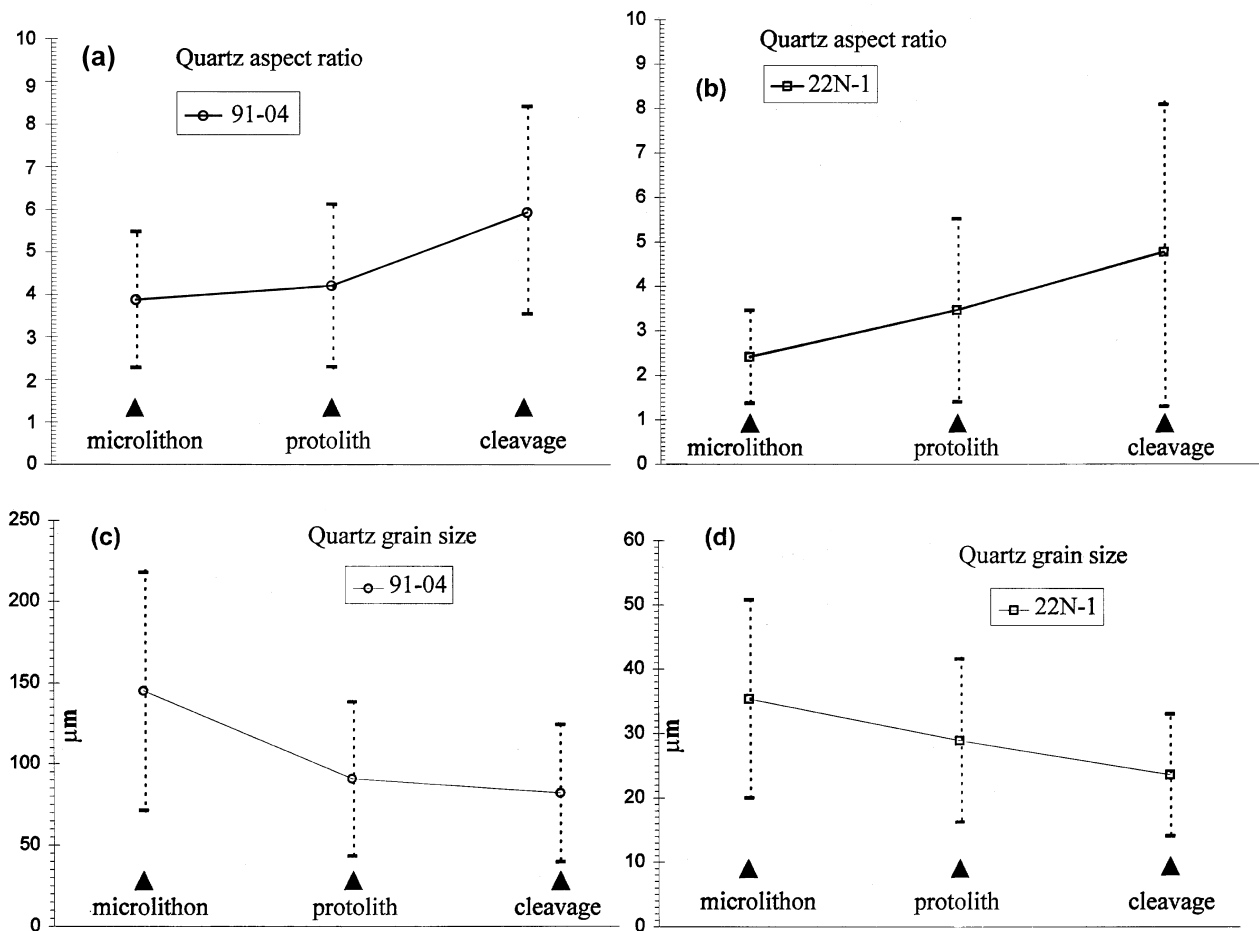 (a)
Quartz aspect ratio
91-04
10
9
8
7
6
5
4
3
2
1
0
microlithon protolith cleavage
(b)
Quartz aspect ratio
22N-1
10
9
8
7
6
5
4
3
2
1
0
microlithon protolith cleavage
(c)
Quartz grain size
91-04
250
200
150
100
50
0
µm
microlithon protolith cleavage
(d)
Quartz grain size
22N-1
60
50
40
30
20
10
0
µm
microlithon protolith cleavage